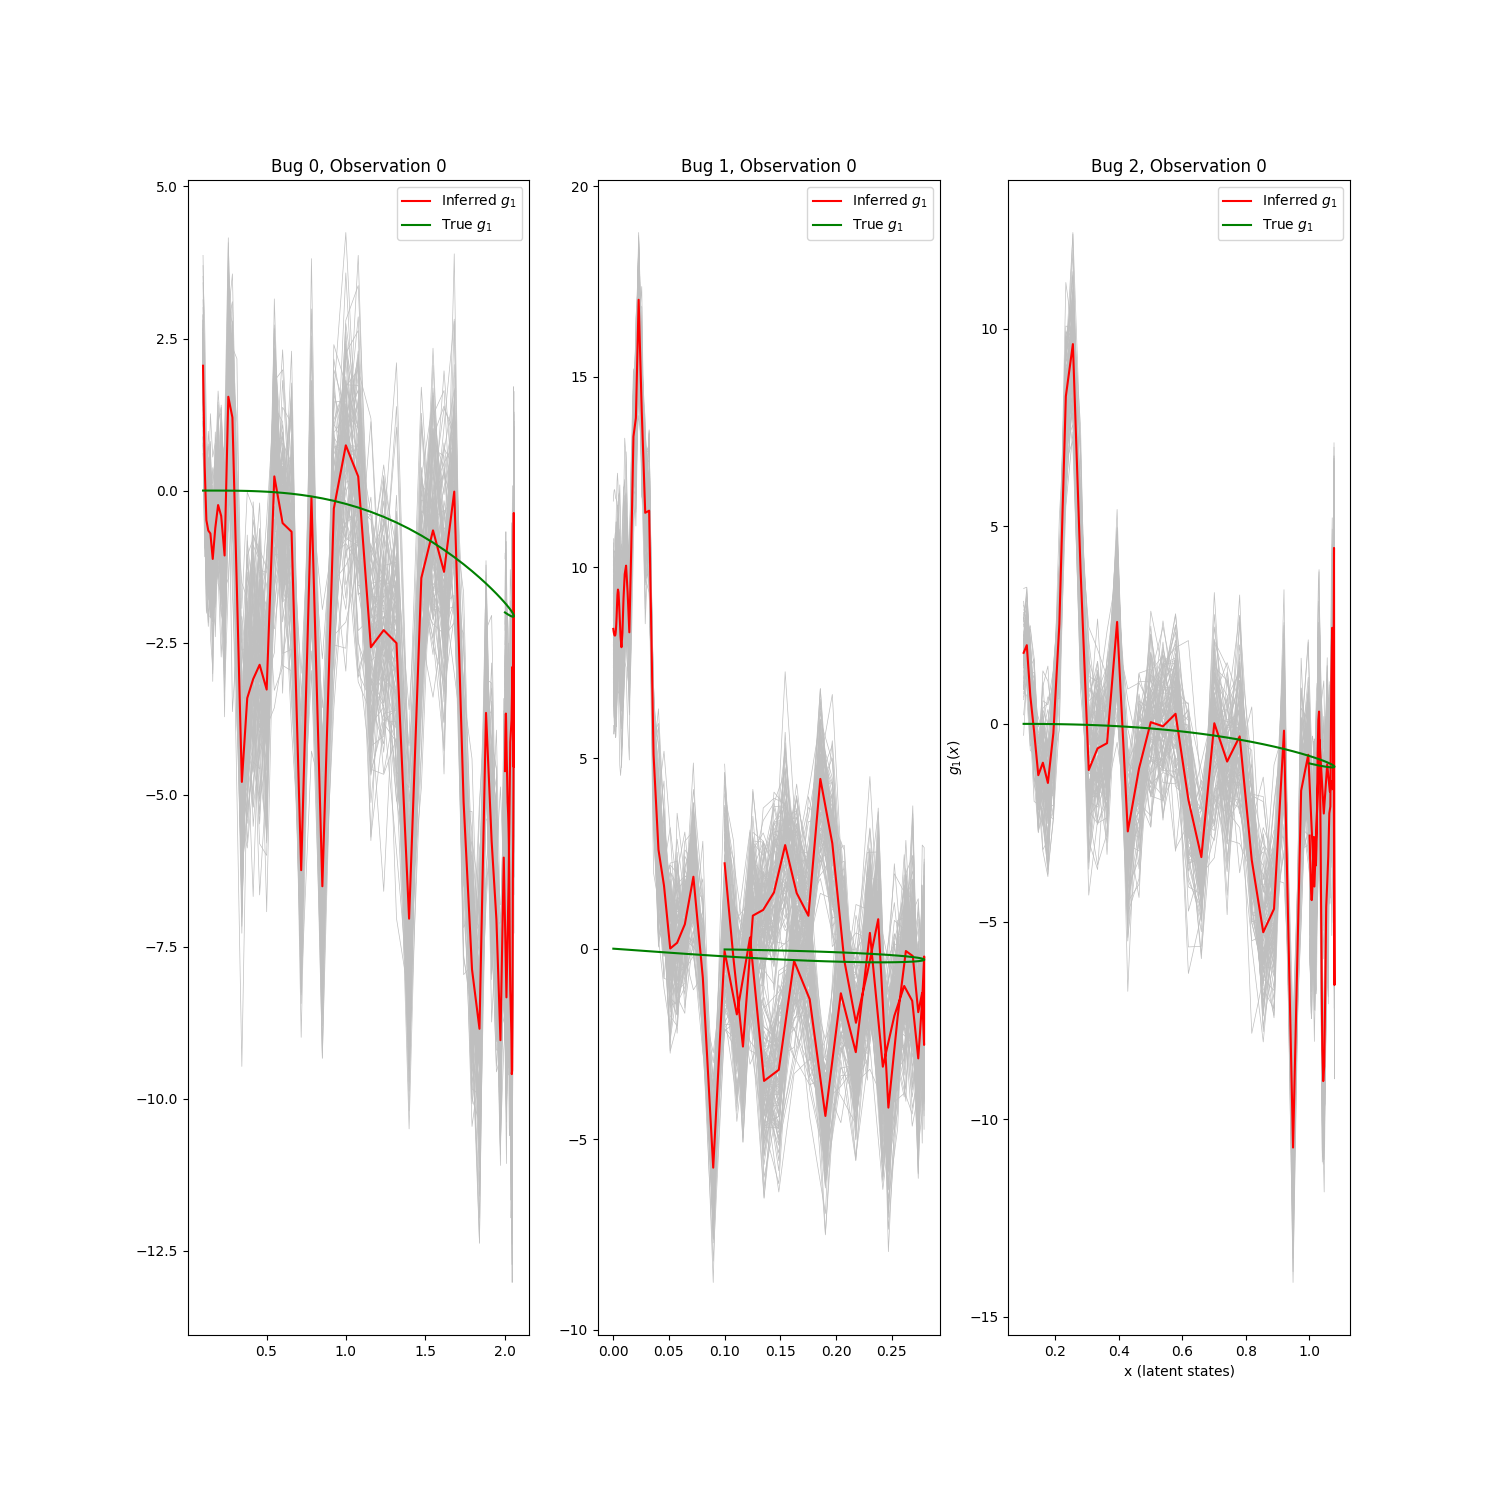 Bug 0, Observation 0
Inferred g₁
True g₁
5.0
2.5
0.0
−2.5
−5.0
−7.5
−10.0
−12.5
0.5 1.0 1.5 2.0
Bug 1, Observation 0
Inferred g₁
True g₁
20
15
10
5
0
−5
−10
0.00 0.05 0.10 0.15 0.20 0.25
Bug 2, Observation 0
Inferred g₁
True g₁
g₁(x)
10
5
0
−5
−10
−15
0.2 0.4 0.6 0.8 1.0
x (latent states)